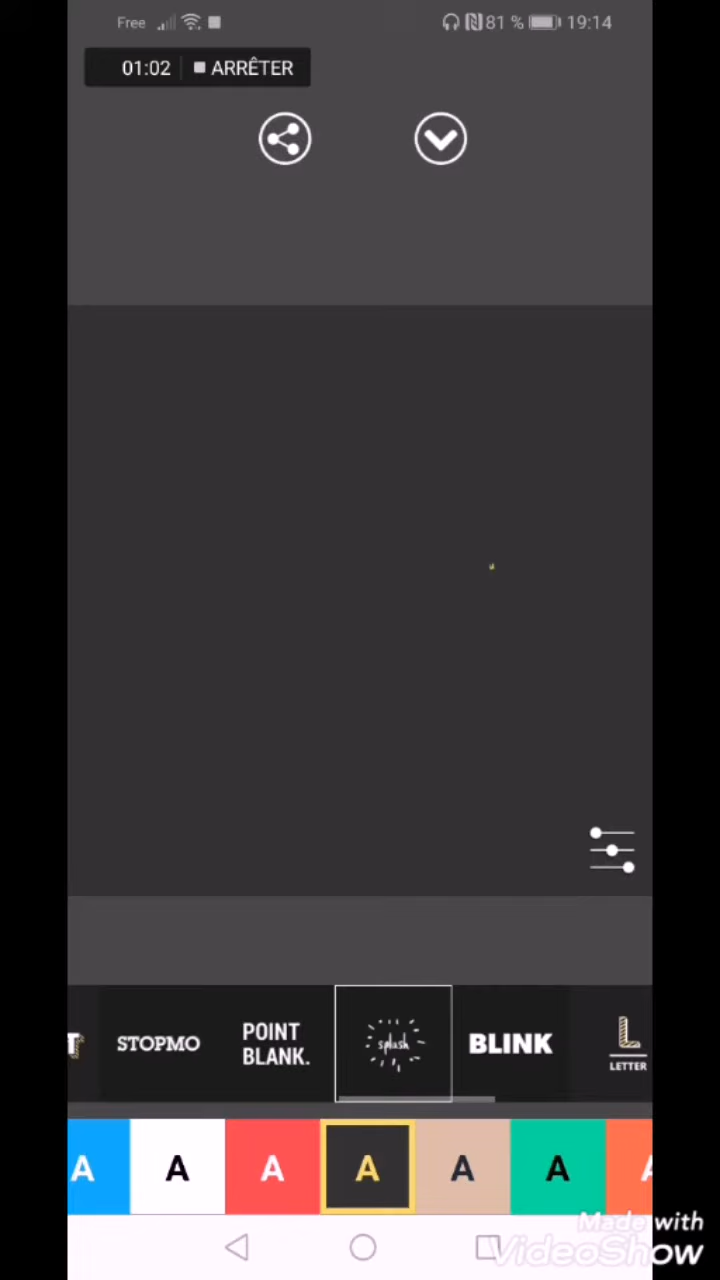 Free 81 % 19:14
01:02 ARRÊTER
STOPMO POINT BLANK. splash BLINK L LETTER
A A A A A A A
Made with
VideoShow